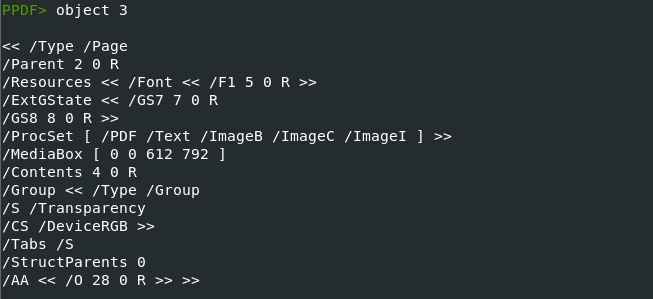 PPDF> object 3
<< /Type /Page
/Parent 2 0 R
/Resources << /Font << /F1 5 0 R >>
/ExtGState << /GS7 7 0 R
/GS8 8 0 R >>
/ProcSet [ /PDF /Text /ImageB /ImageC /ImageI ] >>
/MediaBox [ 0 0 612 792 ]
/Contents 4 0 R
/Group << /Type /Group
/S /Transparency
/CS /DeviceRGB >>
/Tabs /S
/StructParents 0
/AA << /O 28 0 R >> >>